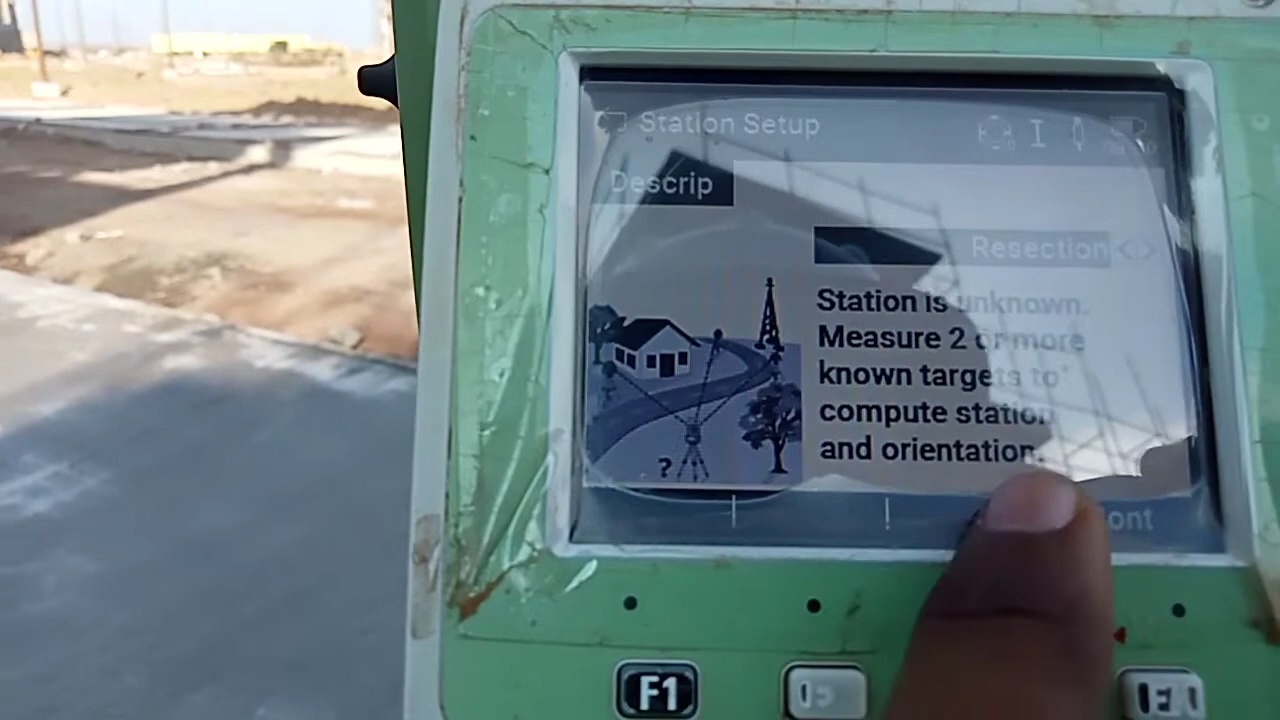 Station Setup
Descrip
Resection
Station is unknown.
Measure 2 or more
known targets to
compute station
and orientation.
?
ont
F1